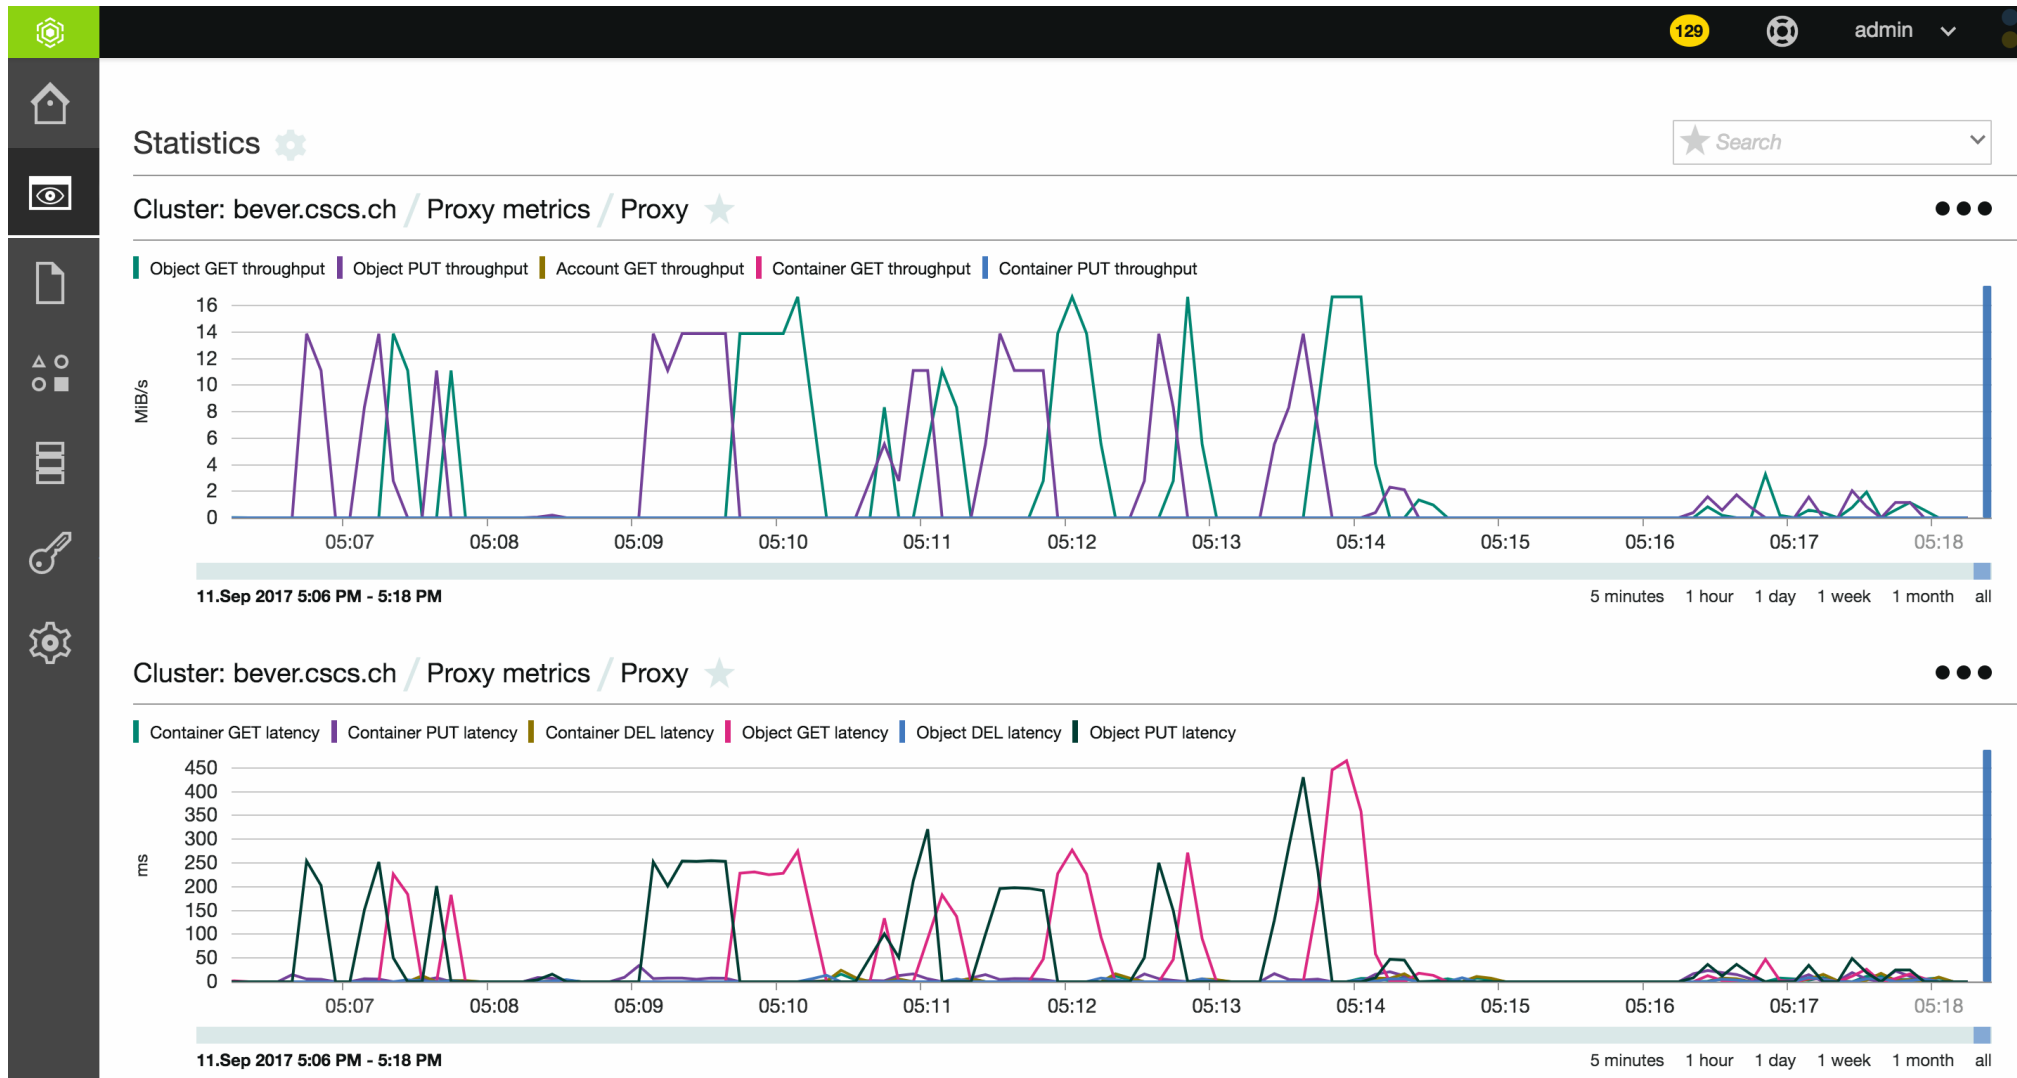 129 admin
Statistics Search
Cluster: bever.cscs.ch / Proxy metrics / Proxy
Object GET throughput Object PUT throughput Account GET throughput Container GET throughput Container PUT throughput
16
14
12
10
8
6
4
2
0
MiB/s
05:07 05:08 05:09 05:10 05:11 05:12 05:13 05:14 05:15 05:16 05:17 05:18
11.Sep 2017 5:06 PM - 5:18 PM 5 minutes 1 hour 1 day 1 week 1 month all
Cluster: bever.cscs.ch / Proxy metrics / Proxy
Container GET latency Container PUT latency Container DEL latency Object GET latency Object DEL latency Object PUT latency
450
400
350
300
250
200
150
100
50
0
ms
05:07 05:08 05:09 05:10 05:11 05:12 05:13 05:14 05:15 05:16 05:17 05:18
11.Sep 2017 5:06 PM - 5:18 PM 5 minutes 1 hour 1 day 1 week 1 month all